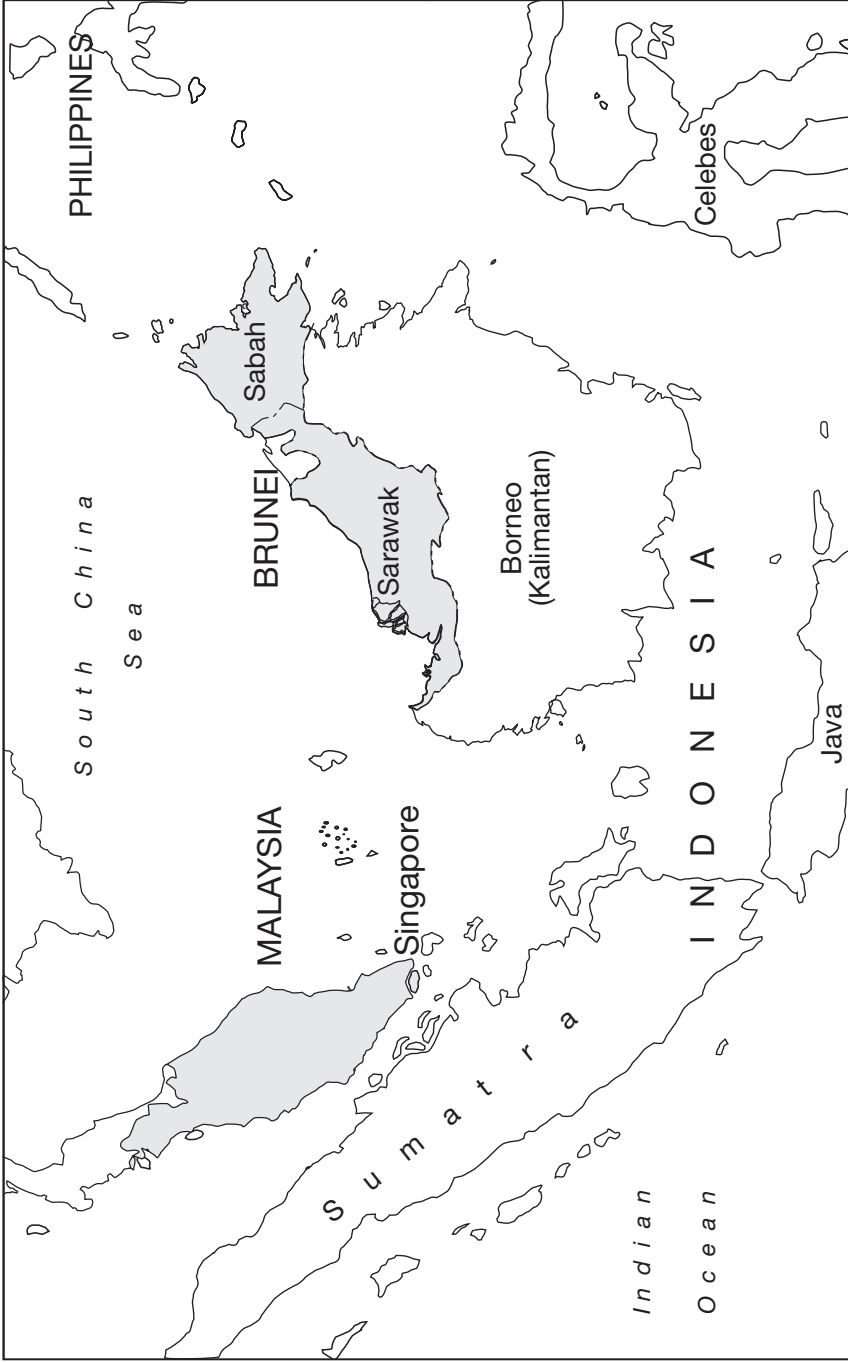 PHILIPPINES
South China
Sea
Sabah
BRUNEI
MALAYSIA
Sarawak
Singapore
Borneo
(Kalimantan)
Celebes
Sumatra
INDONESIA
Java
Indian
Ocean